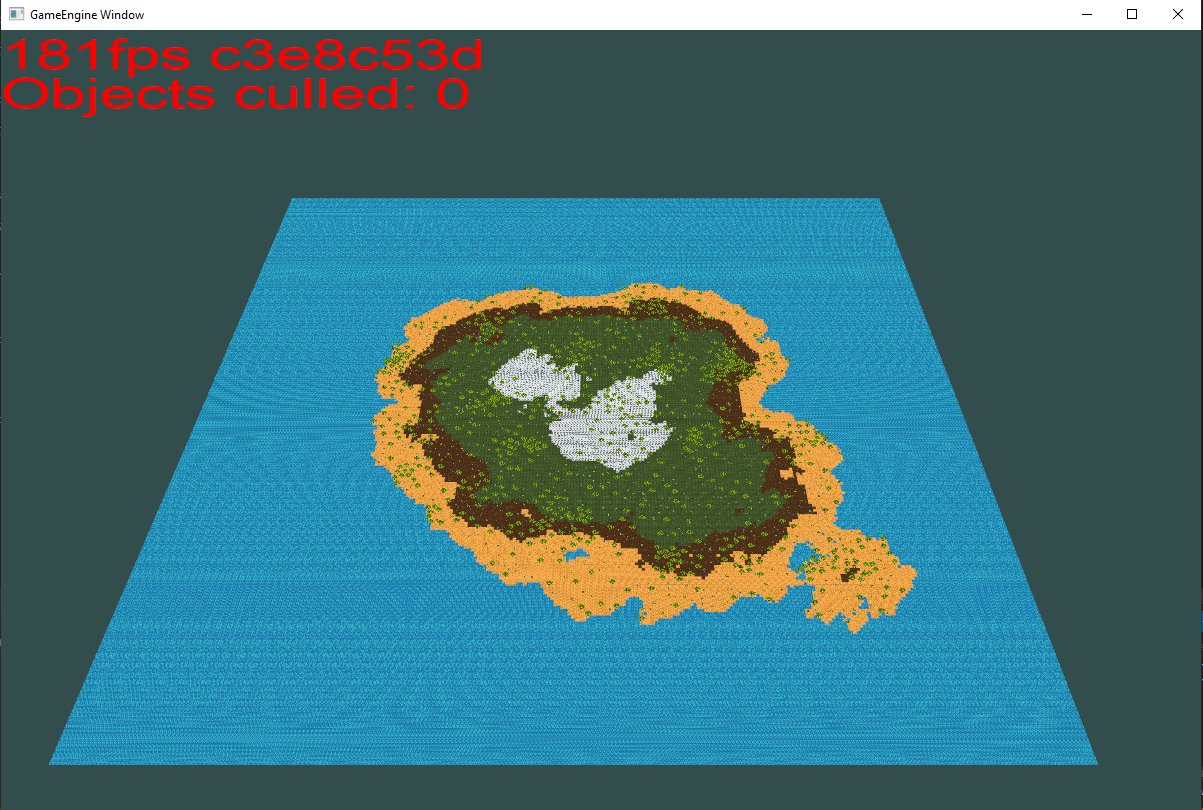 GameEngine Window
181fps c3e8c53d
Objects culled: 0